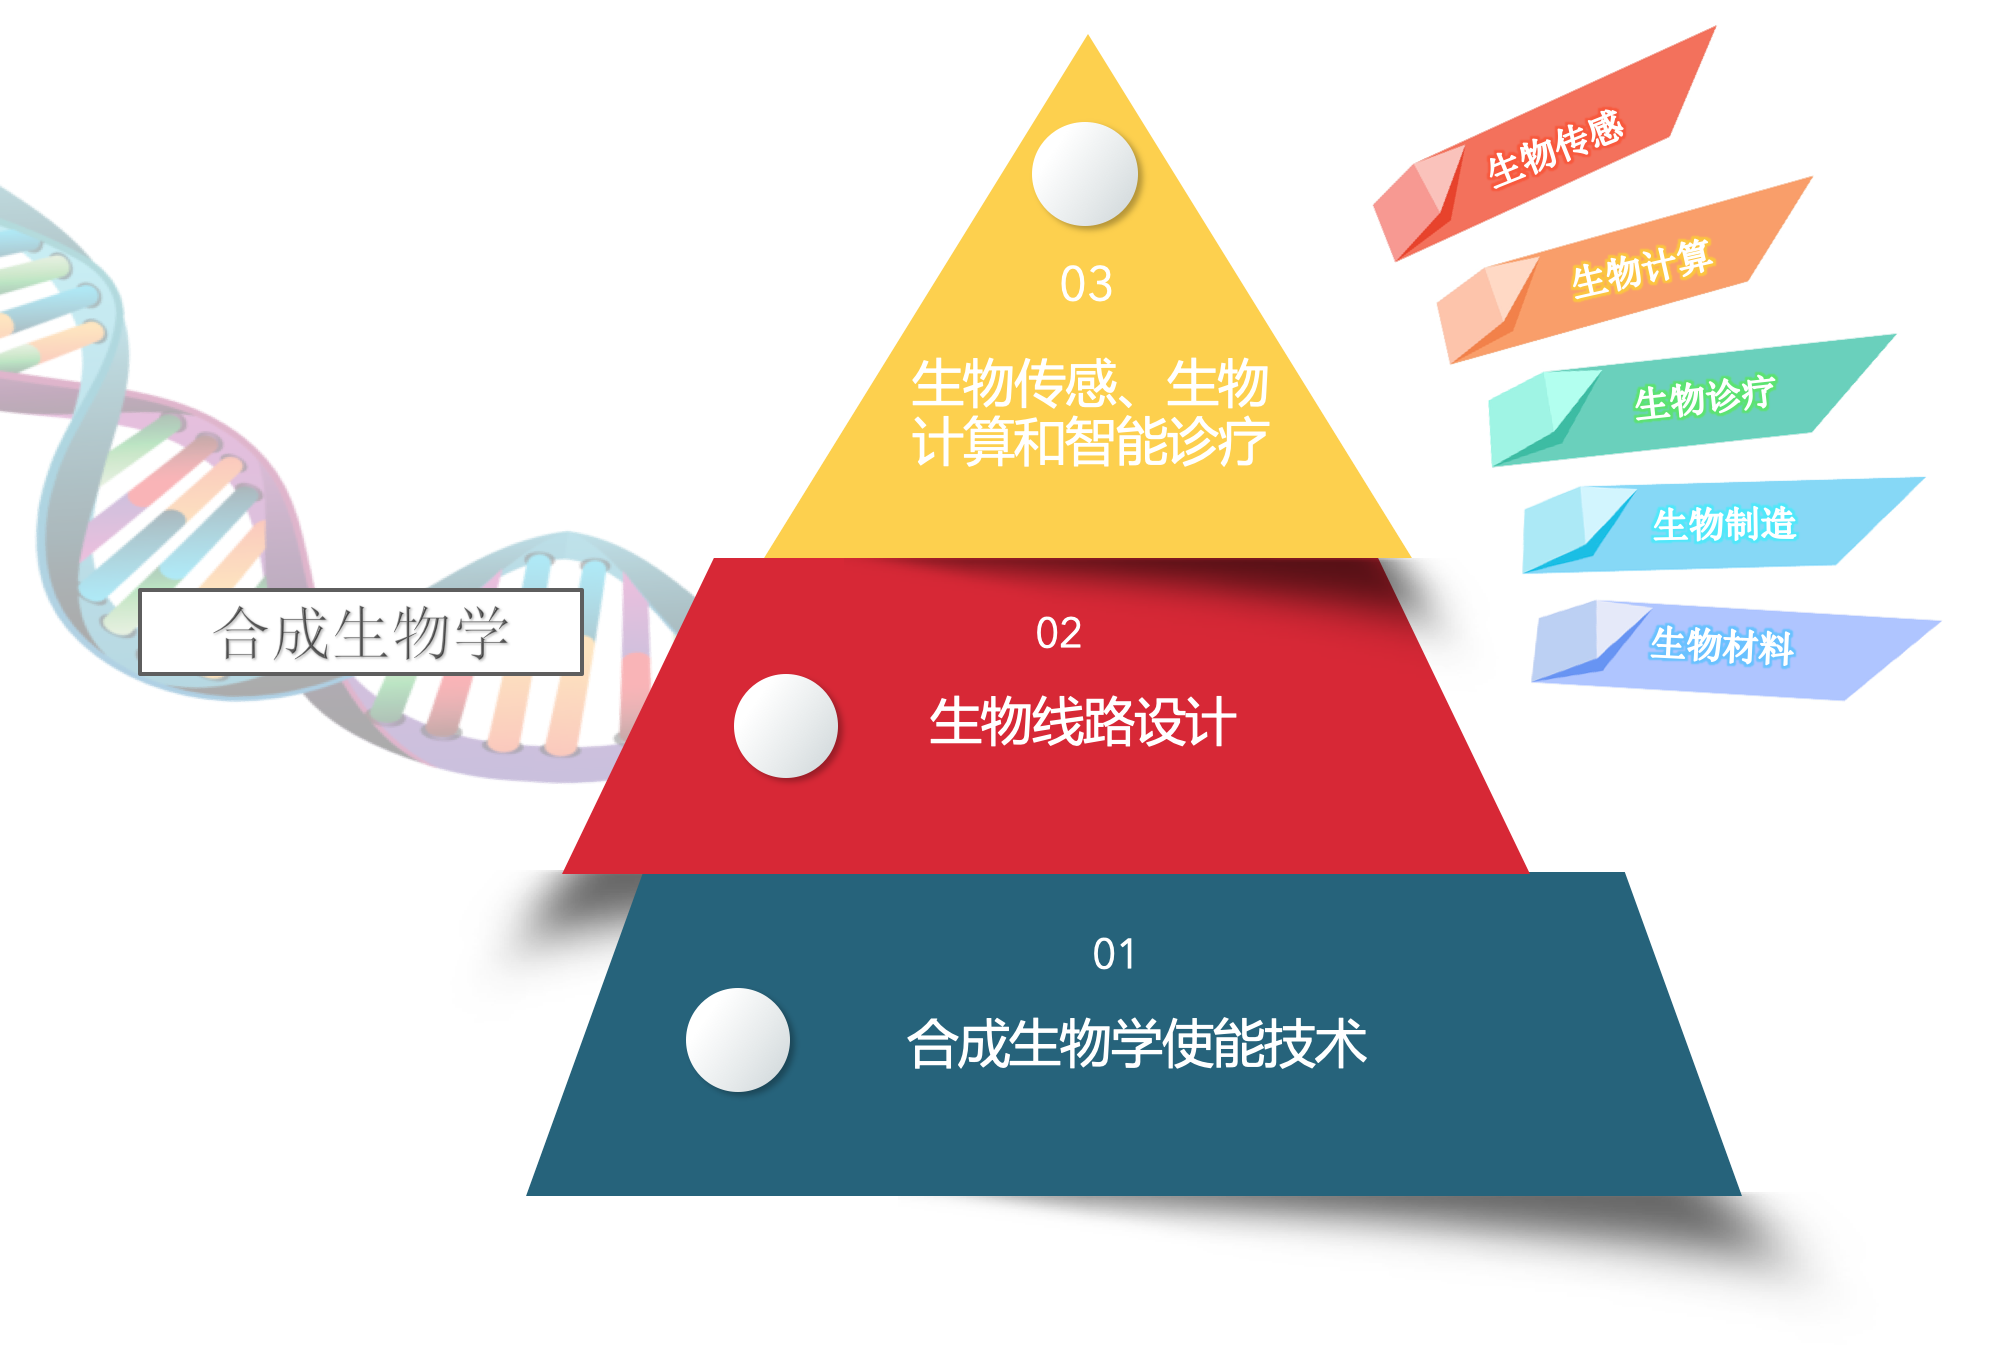 合成生物学
03
生物传感、生物
计算和智能诊疗
02
生物线路设计
01
合成生物学使能技术
生物传感
生物计算
生物诊疗
生物制造
生物材料